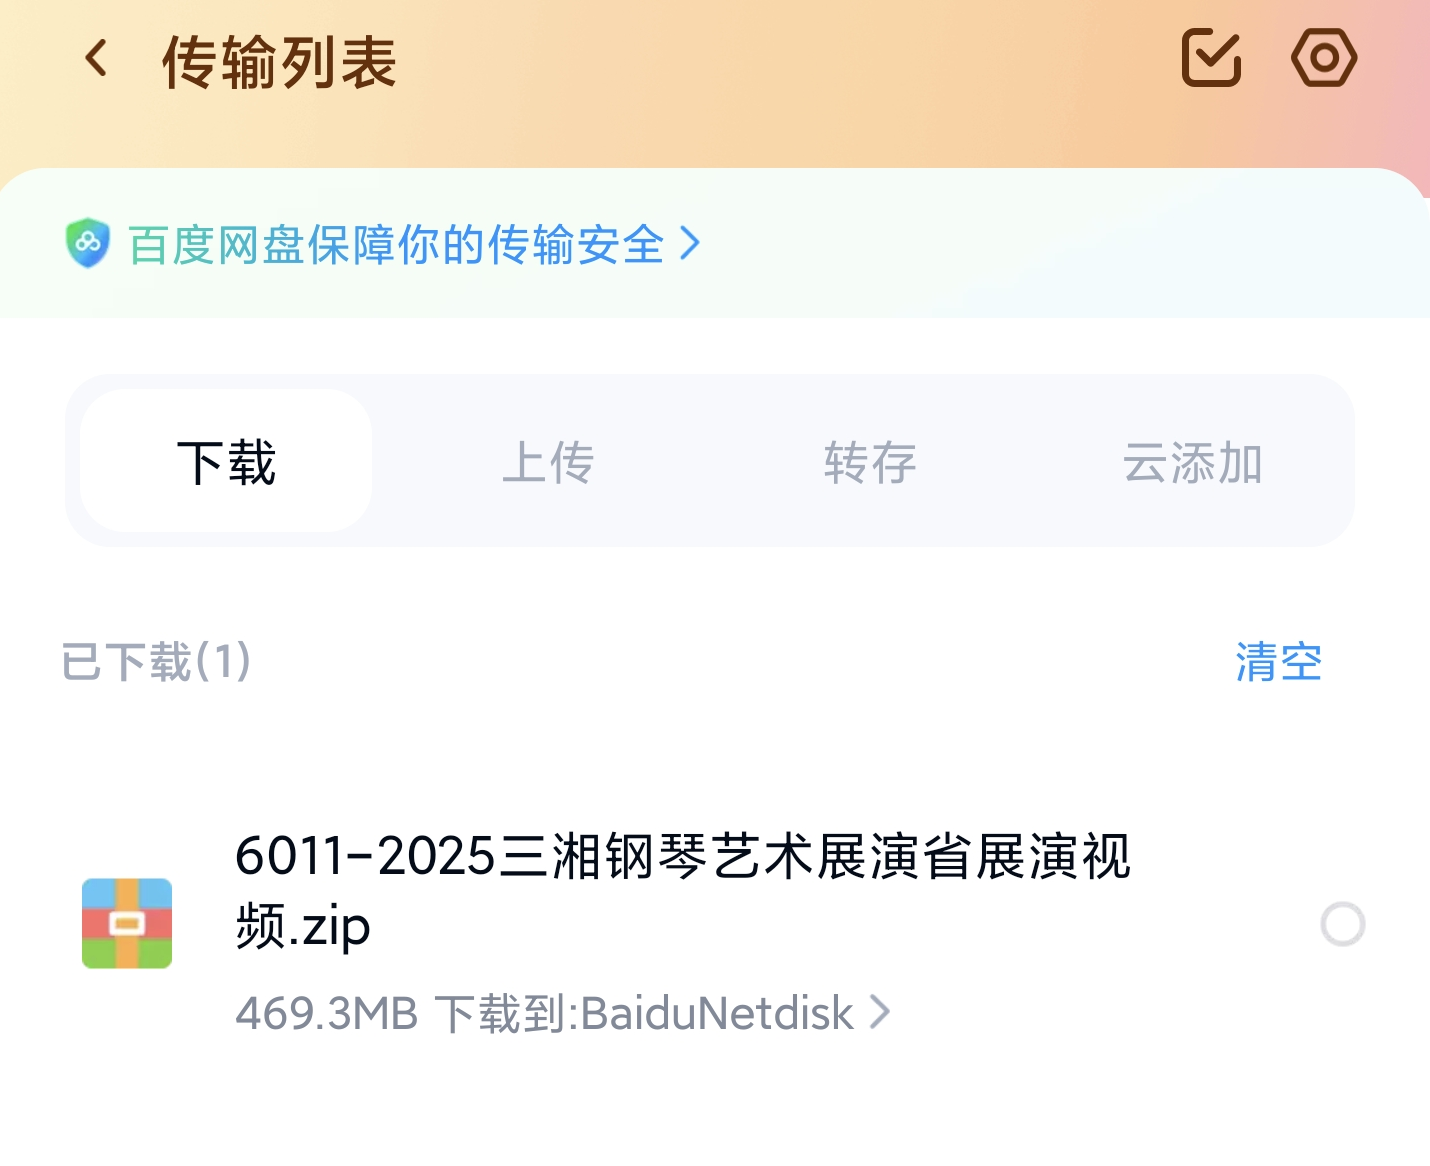 传输列表
百度网盘保障你的传输安全
下载 上传 转存 云添加
已下载(1) 清空
6011-2025三湘钢琴艺术展演省展演视
频.zip
469.3MB 下载到:BaiduNetdisk